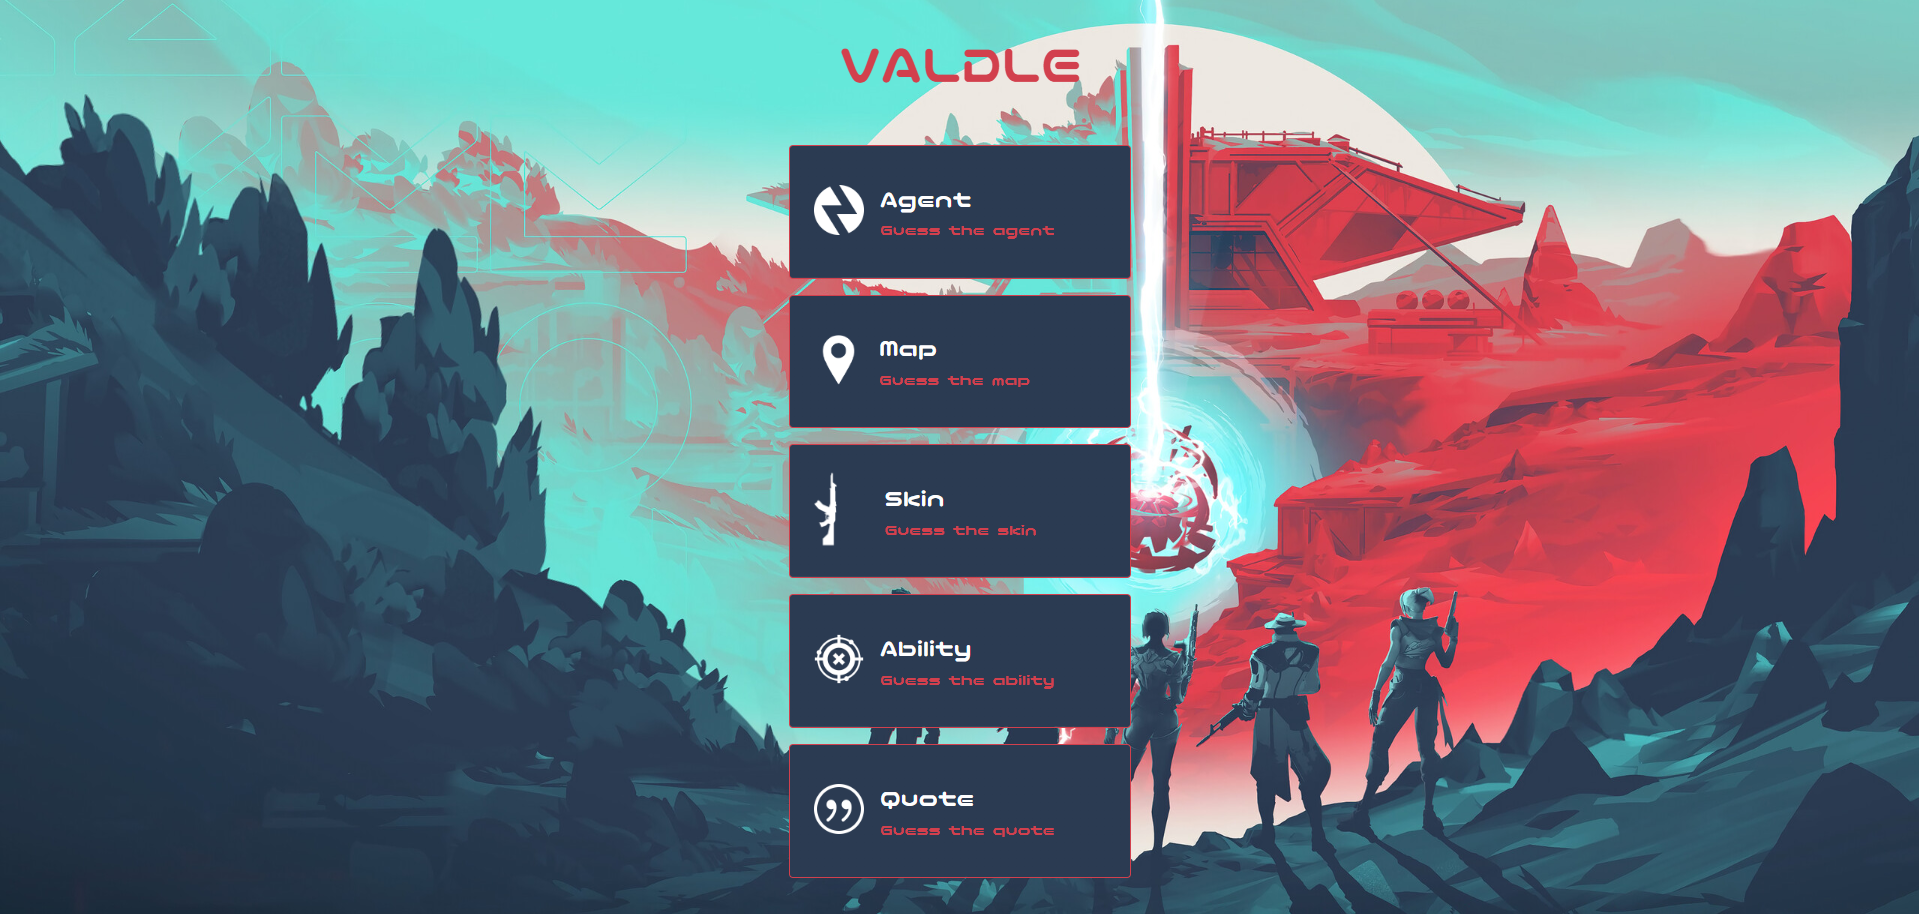 VALDLE
Agent
Guess the agent
Map
Guess the map
Skin
Guess the skin
Ability
Guess the ability
Quote
Guess the quote